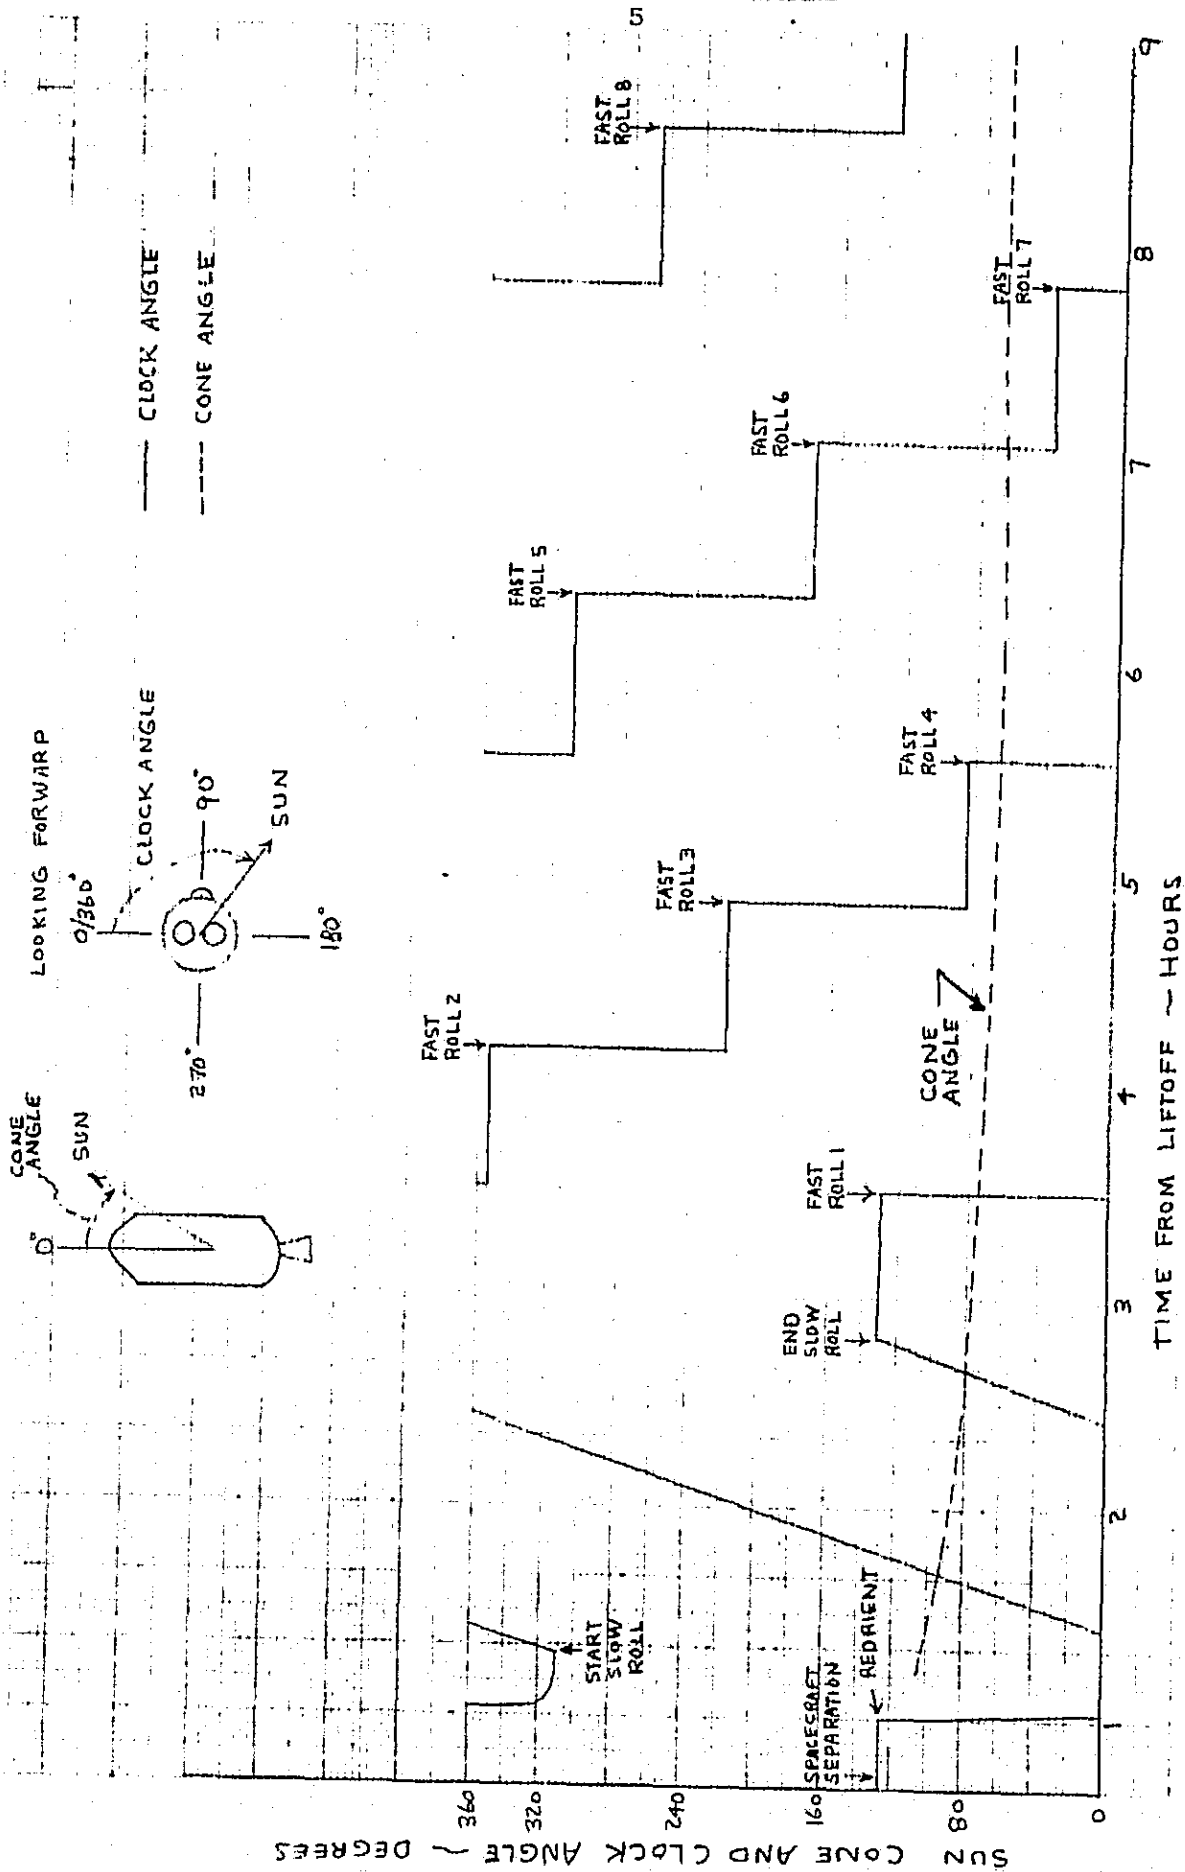 5
LOOKING FORWARP
0/360°
CLOCK ANGLE
90°
SUN
180°
270°
CONE
ANGLE
0°
SUN
—— CLOCK ANGLE
---- CONE ANGLE
SUN CONE AND CLOCK ANGLE ~ DEGREES
360
320
240
160
80
0
SPACECRAFT
SEPARATION
REORIENT
START
SLOW
ROLL
END
SLOW
ROLL
FAST
ROLL 1
FAST
ROLL 2
FAST
ROLL 3
FAST
ROLL 4
FAST
ROLL 5
FAST
ROLL 6
FAST
ROLL 7
FAST
ROLL 8
CONE
ANGLE
1
2
3
4
5
6
7
8
9
TIME FROM LIFTOFF ~ HOURS